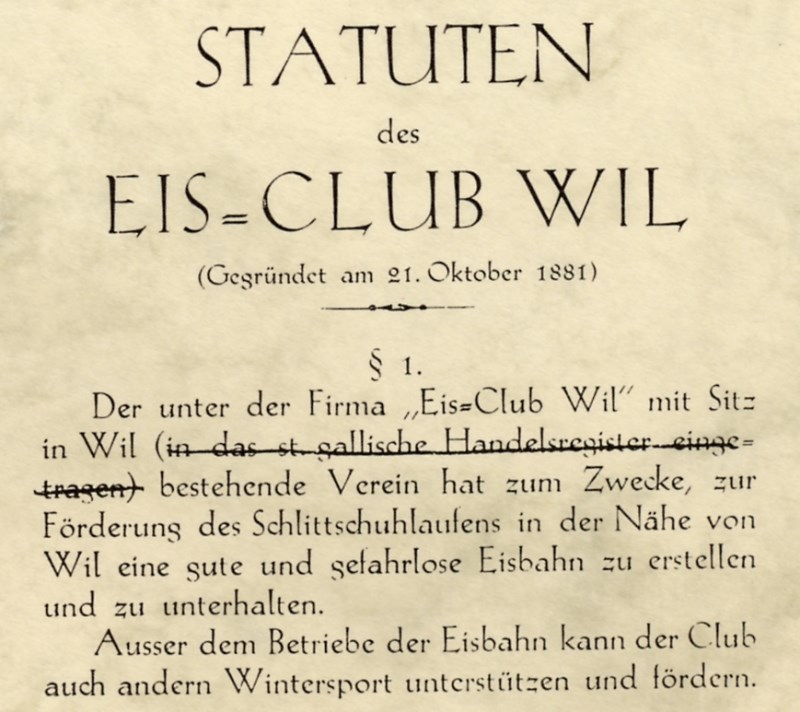 STATUTEN
des
EIS=CLUB WIL
(Gegründet am 21. Oktober 1881)
§ 1.
Der unter der Firma „Eis=Club Wil" mit Sitz
in Wil (in das st. gallische Handelsregister einge=
tragen) bestehende Verein hat zum Zwecke, zur
Förderung des Schlittschuhlaufens in der Nähe von
Wil eine gute und gefahrlose Eisbahn zu erstellen
und zu unterhalten.
Ausser dem Betriebe der Eisbahn kann der Club
auch andern Wintersport unterstützen und fördern.